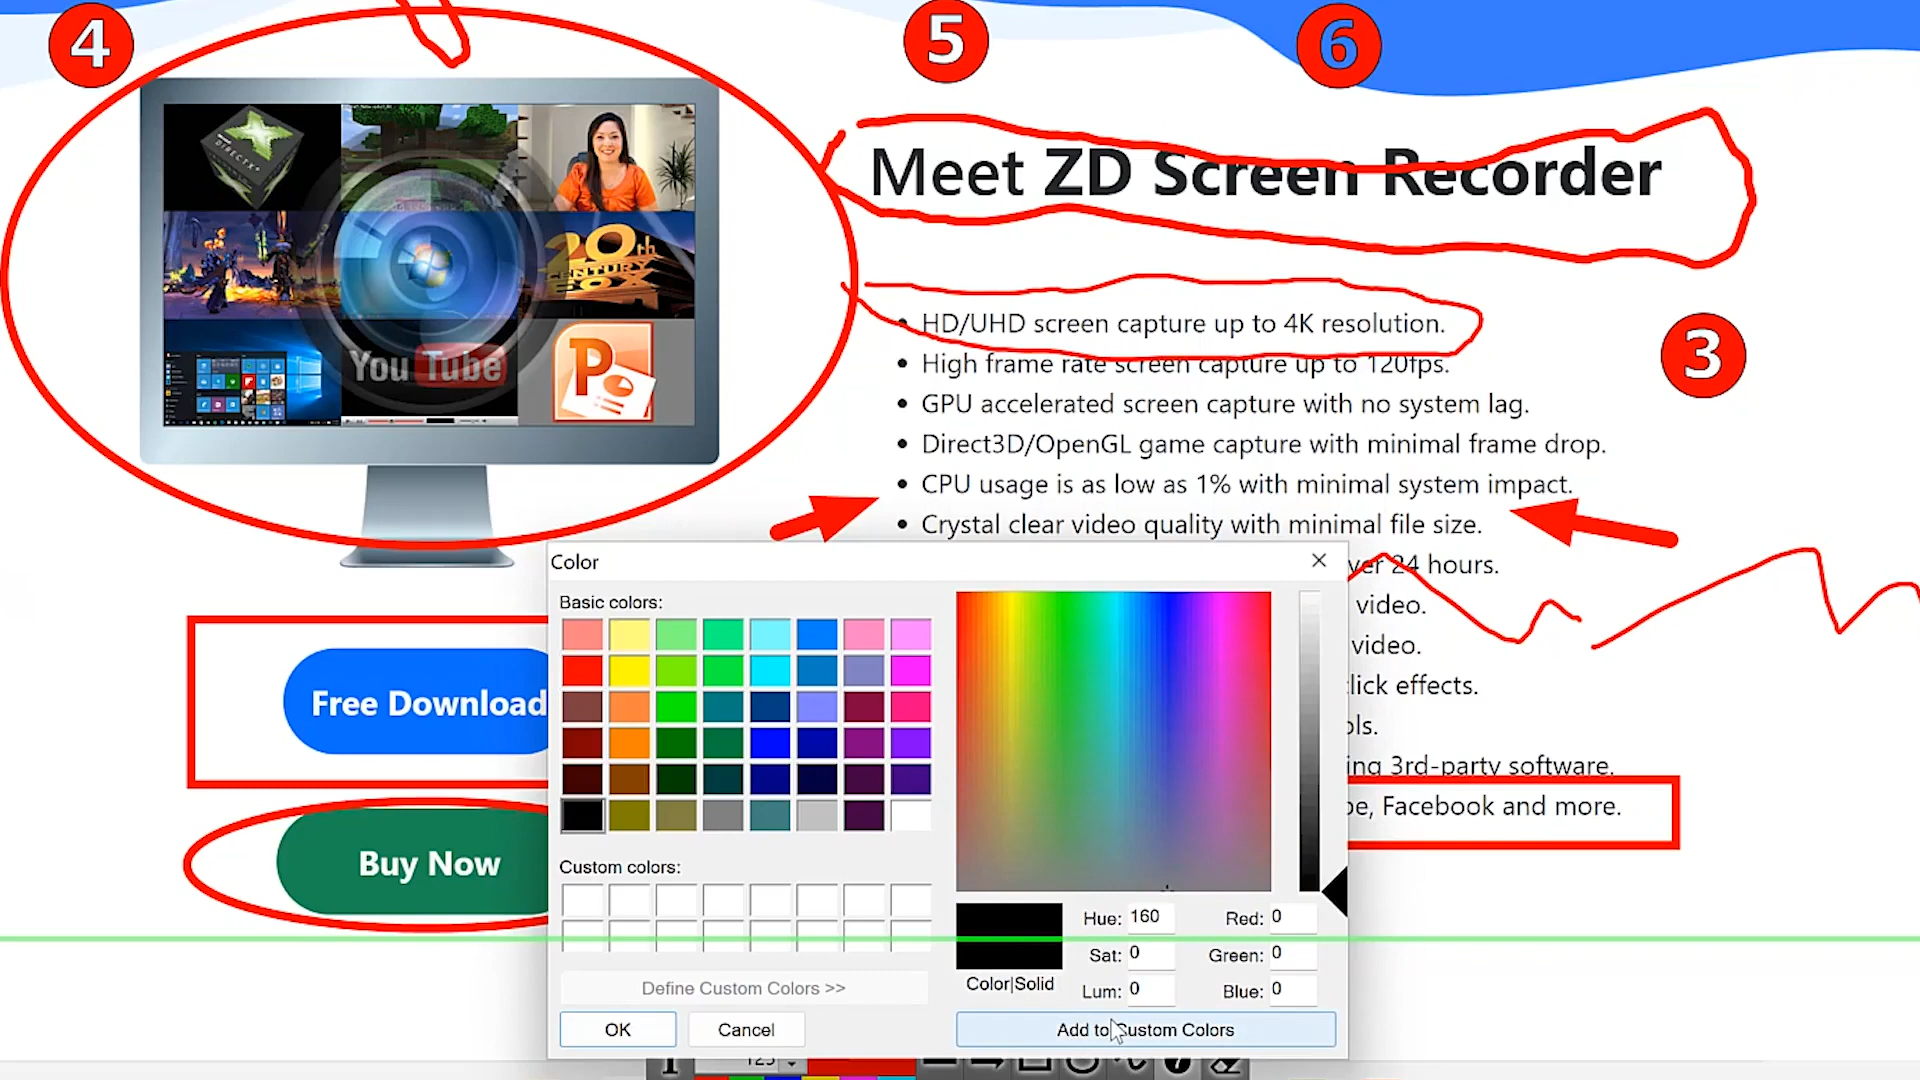 4
5
6
Meet ZD Screen Recorder
DIRECTX
20th
CENTURY
FOX
YouTube
P
HD/UHD screen capture up to 4K resolution.
3
High frame rate screen capture up to 120fps.
GPU accelerated screen capture with no system lag.
Direct3D/OpenGL game capture with minimal frame drop.
CPU usage is as low as 1% with minimal system impact.
Crystal clear video quality with minimal file size.
24 hours.
video.
video.
effects.
3rd-party software.
Facebook and more.
Free Download
Buy Now
Color
Basic colors:
Custom colors:
Define Custom Colors >>
OK
Cancel
Hue: 160
Red: 0
Sat: 0
Green: 0
Color|Solid
Lum: 0
Blue: 0
Add to Custom Colors
T
125